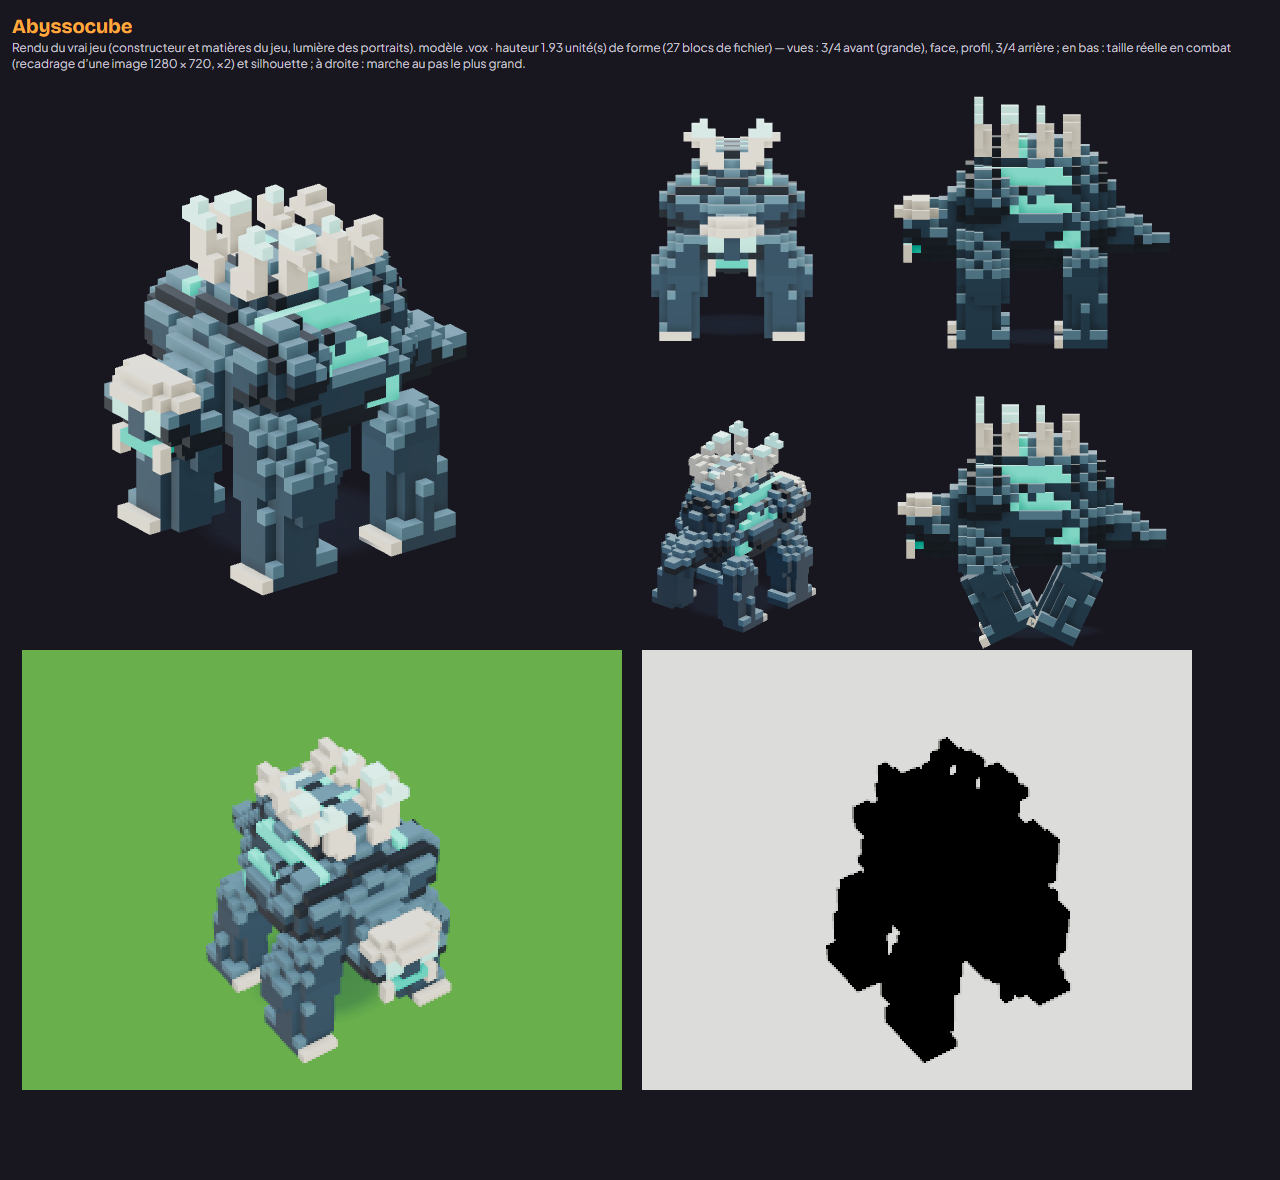 Abyssocube
Rendu du vrai jeu (constructeur et matières du jeu, lumière des portraits). modèle .vox · hauteur 1.93 unité(s) de forme (27 blocs de fichier) — vues : 3/4 avant (grande), face, profil, 3/4 arrière ; en bas : taille réelle en combat
(recadrage d'une image 1280 × 720, ×2) et silhouette ; à droite : marche au pas le plus grand.